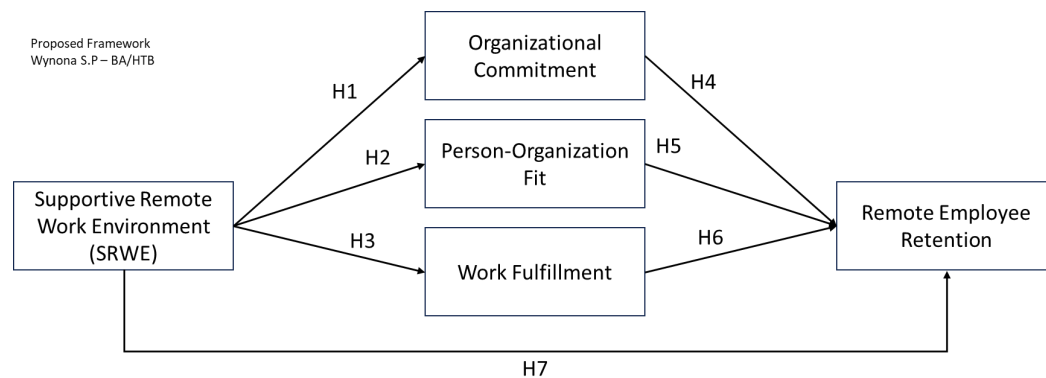 Proposed Framework
Wynona S.P – BA/HTB
Organizational
Commitment
H1
H4
Person-Organization
Fit
H2
H5
Supportive Remote
Work Environment
(SRWE)
Remote Employee
Retention
H3
H6
Work Fulfillment
H7